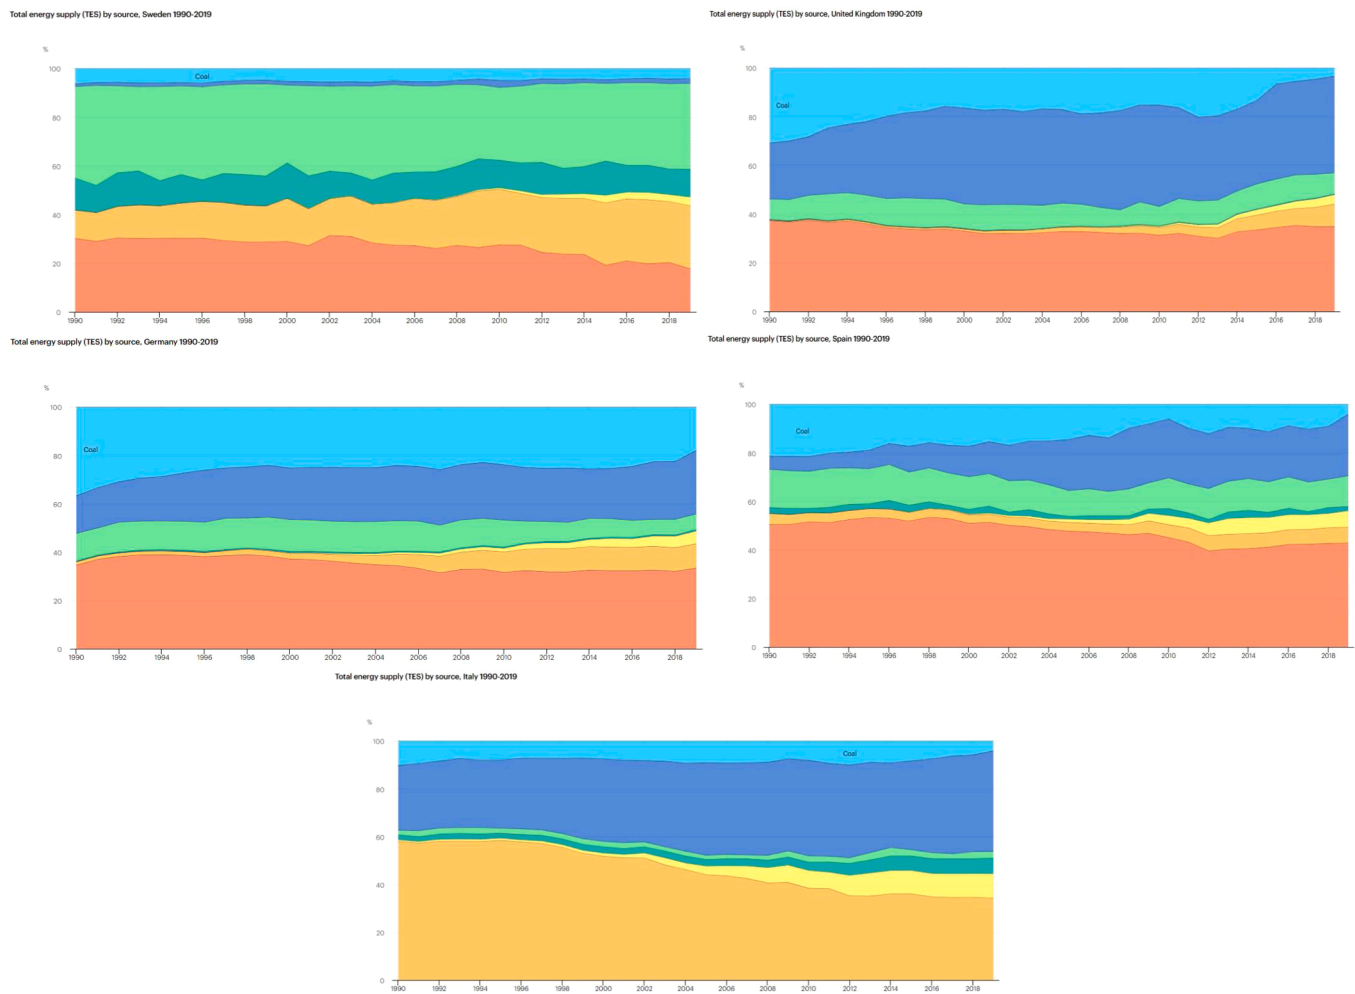 Total energy supply (TES) by source, Sweden 1990-2019
%
100
80
60
40
20
0
Coal
1990 1992 1994 1996 1998 2000 2002 2004 2006 2008 2010 2012 2014 2016 2018
Total energy supply (TES) by source, United Kingdom 1990-2019
%
100
80
60
40
20
0
Coal
1990 1992 1994 1996 1998 2000 2002 2004 2006 2008 2010 2012 2014 2016 2018
Total energy supply (TES) by source, Germany 1990-2019
%
100
80
60
40
20
0
Coal
1990 1992 1994 1996 1998 2000 2002 2004 2006 2008 2010 2012 2014 2016 2018
Total energy supply (TES) by source, Spain 1990-2019
%
100
80
60
40
20
0
Coal
1990 1992 1994 1996 1998 2000 2002 2004 2006 2008 2010 2012 2014 2016 2018
Total energy supply (TES) by source, Italy 1990-2019
%
100
80
60
40
20
0
Coal
1990 1992 1994 1996 1998 2000 2002 2004 2006 2008 2010 2012 2014 2016 2018